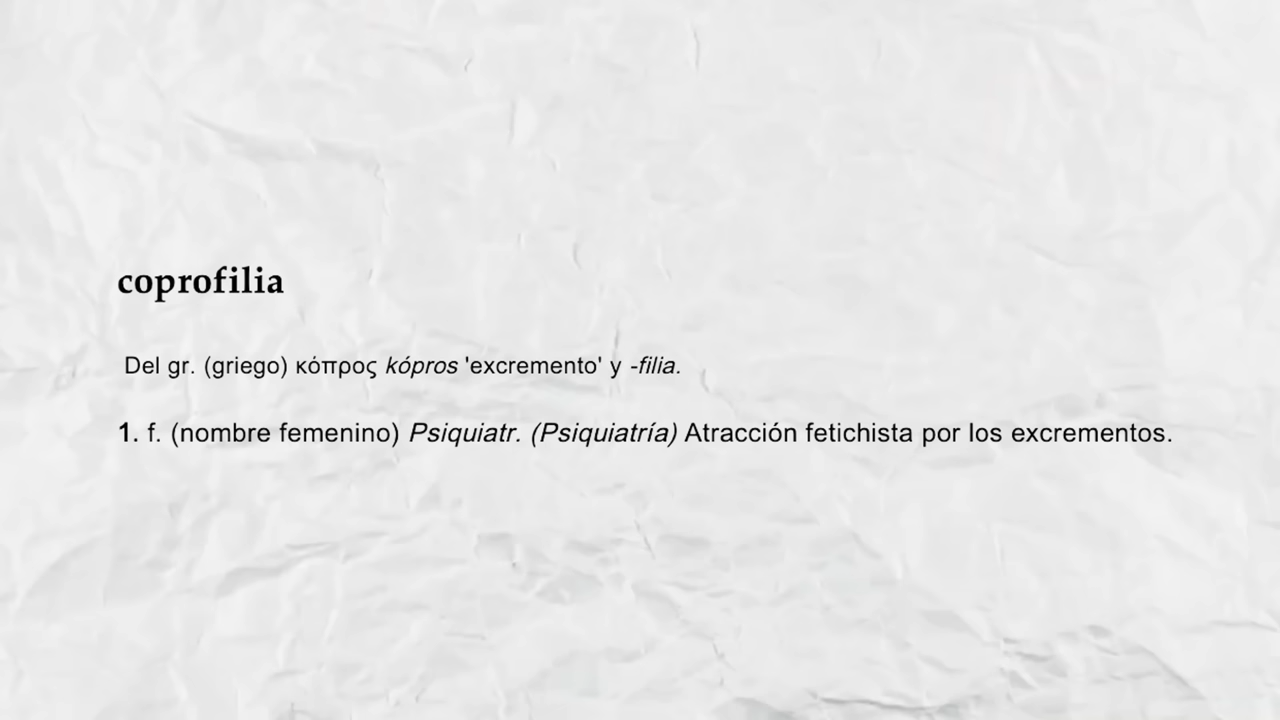 coprofilia
Del gr. (griego) κόπρος kópros 'excremento' y -filia.
1. f. (nombre femenino) Psiquiatr. (Psiquiatría) Atracción fetichista por los excrementos.